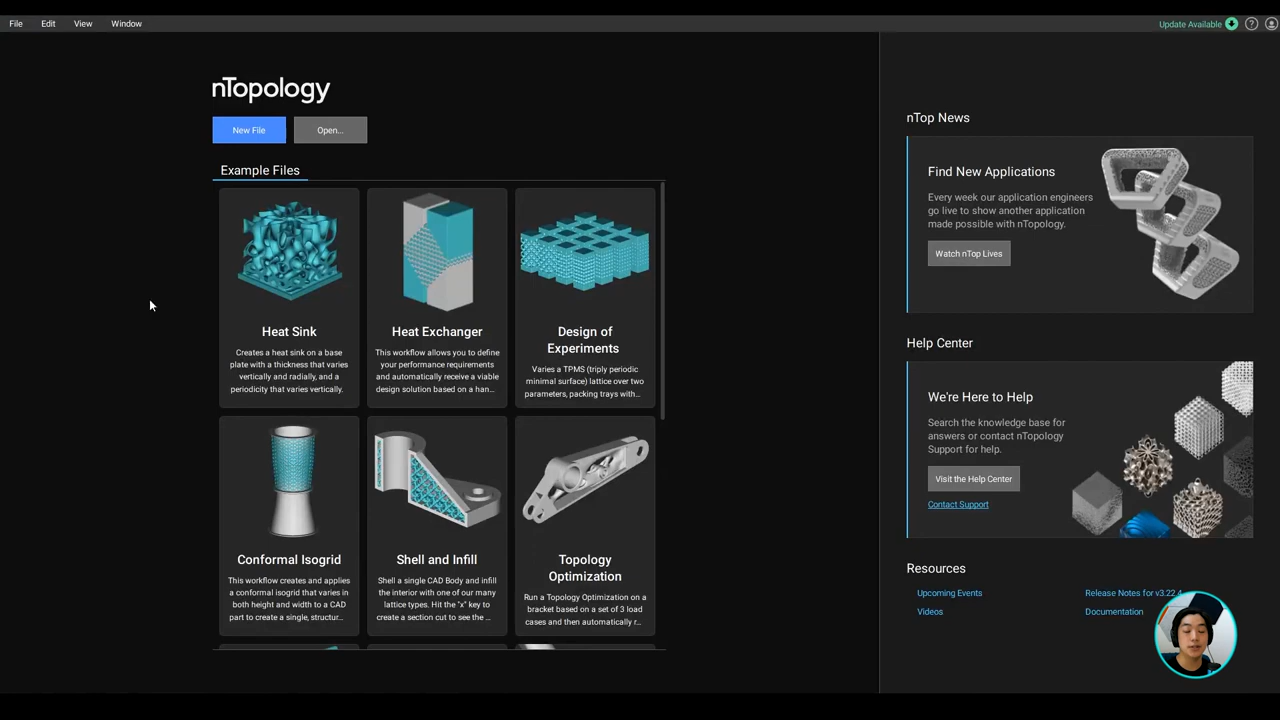 File Edit View Window
Update Available
nTopology
New File Open...
Example Files
Heat Sink
Creates a heat sink on a base
plate with a thickness that varies
vertically and radially, and a
periodicity that varies vertically.
Heat Exchanger
This workflow allows you to define
your performance requirements
and automatically receive a viable
design solution based on a han...
Design of
Experiments
Varies a TPMS (triply periodic
minimal surface) lattice over two
parameters, packing trays with...
Conformal Isogrid
This workflow creates and applies
a conformal isogrid that varies in
both height and width to a CAD
part to create a single, structur...
Shell and Infill
Shell a single CAD Body and infill
the interior with one of our many
lattice types. Hit the "x" key to
create a section cut to see the ...
Topology
Optimization
Run a Topology Optimization on a
bracket based on a set of 3 load
cases and then automatically r...
nTop News
Find New Applications
Every week our application engineers
go live to show another application
made possible with nTopology.
Watch nTop Lives
Help Center
We're Here to Help
Search the knowledge base for
answers or contact nTopology
Support for help.
Visit the Help Center
Contact Support
Resources
Upcoming Events
Release Notes for v3.22.4
Videos
Documentation